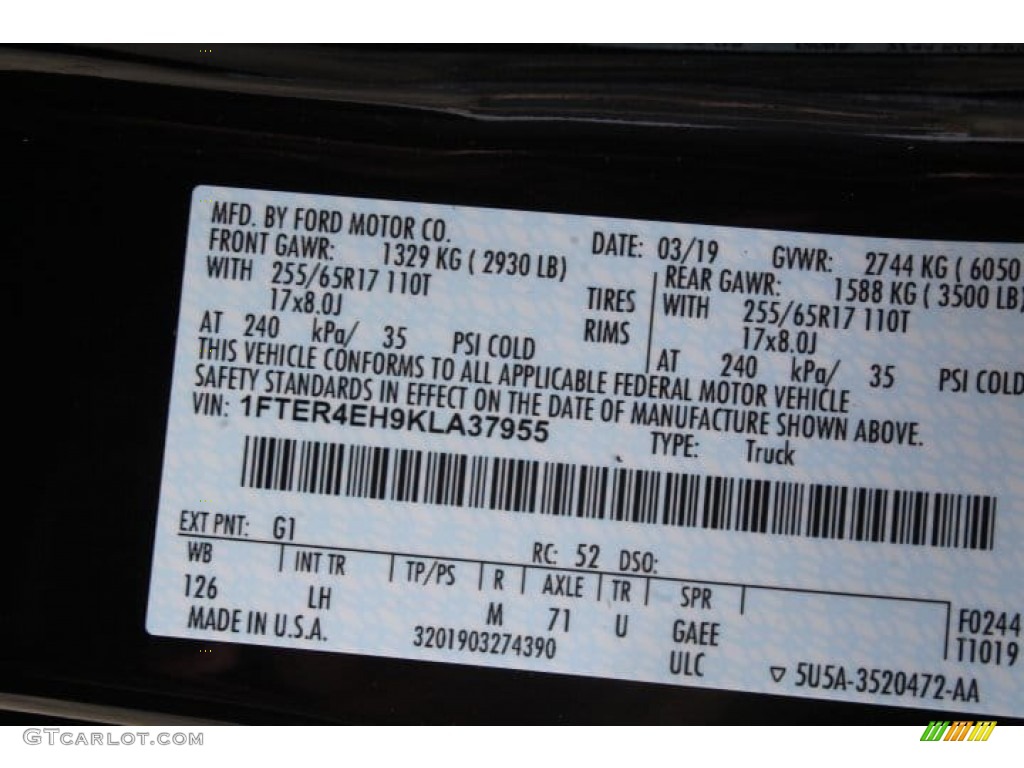 MFD. BY FORD MOTOR CO. DATE: 03/19 GVWR: 2744 KG ( 6050
FRONT GAWR: 1329 KG ( 2930 LB) REAR GAWR: 1588 KG ( 3500 LB)
WITH 255/65R17 110T TIRES WITH 255/65R17 110T
17x8.0J RIMS 17x8.0J
AT 240 kPa/ 35 PSI COLD AT 240 kPa/ 35 PSI COLD
THIS VEHICLE CONFORMS TO ALL APPLICABLE FEDERAL MOTOR VEHICLE
SAFETY STANDARDS IN EFFECT ON THE DATE OF MANUFACTURE SHOWN ABOVE.
VIN: 1FTER4EH9KLA37955 TYPE: Truck
EXT PNT: G1 RC: 52 DSO:
WB INT TR TP/PS R AXLE TR SPR
126 LH M 71 U GAEE F0244
MADE IN U.S.A. 3201903274390 ULC T1019
5U5A-3520472-AA
GTCARLOT.COM